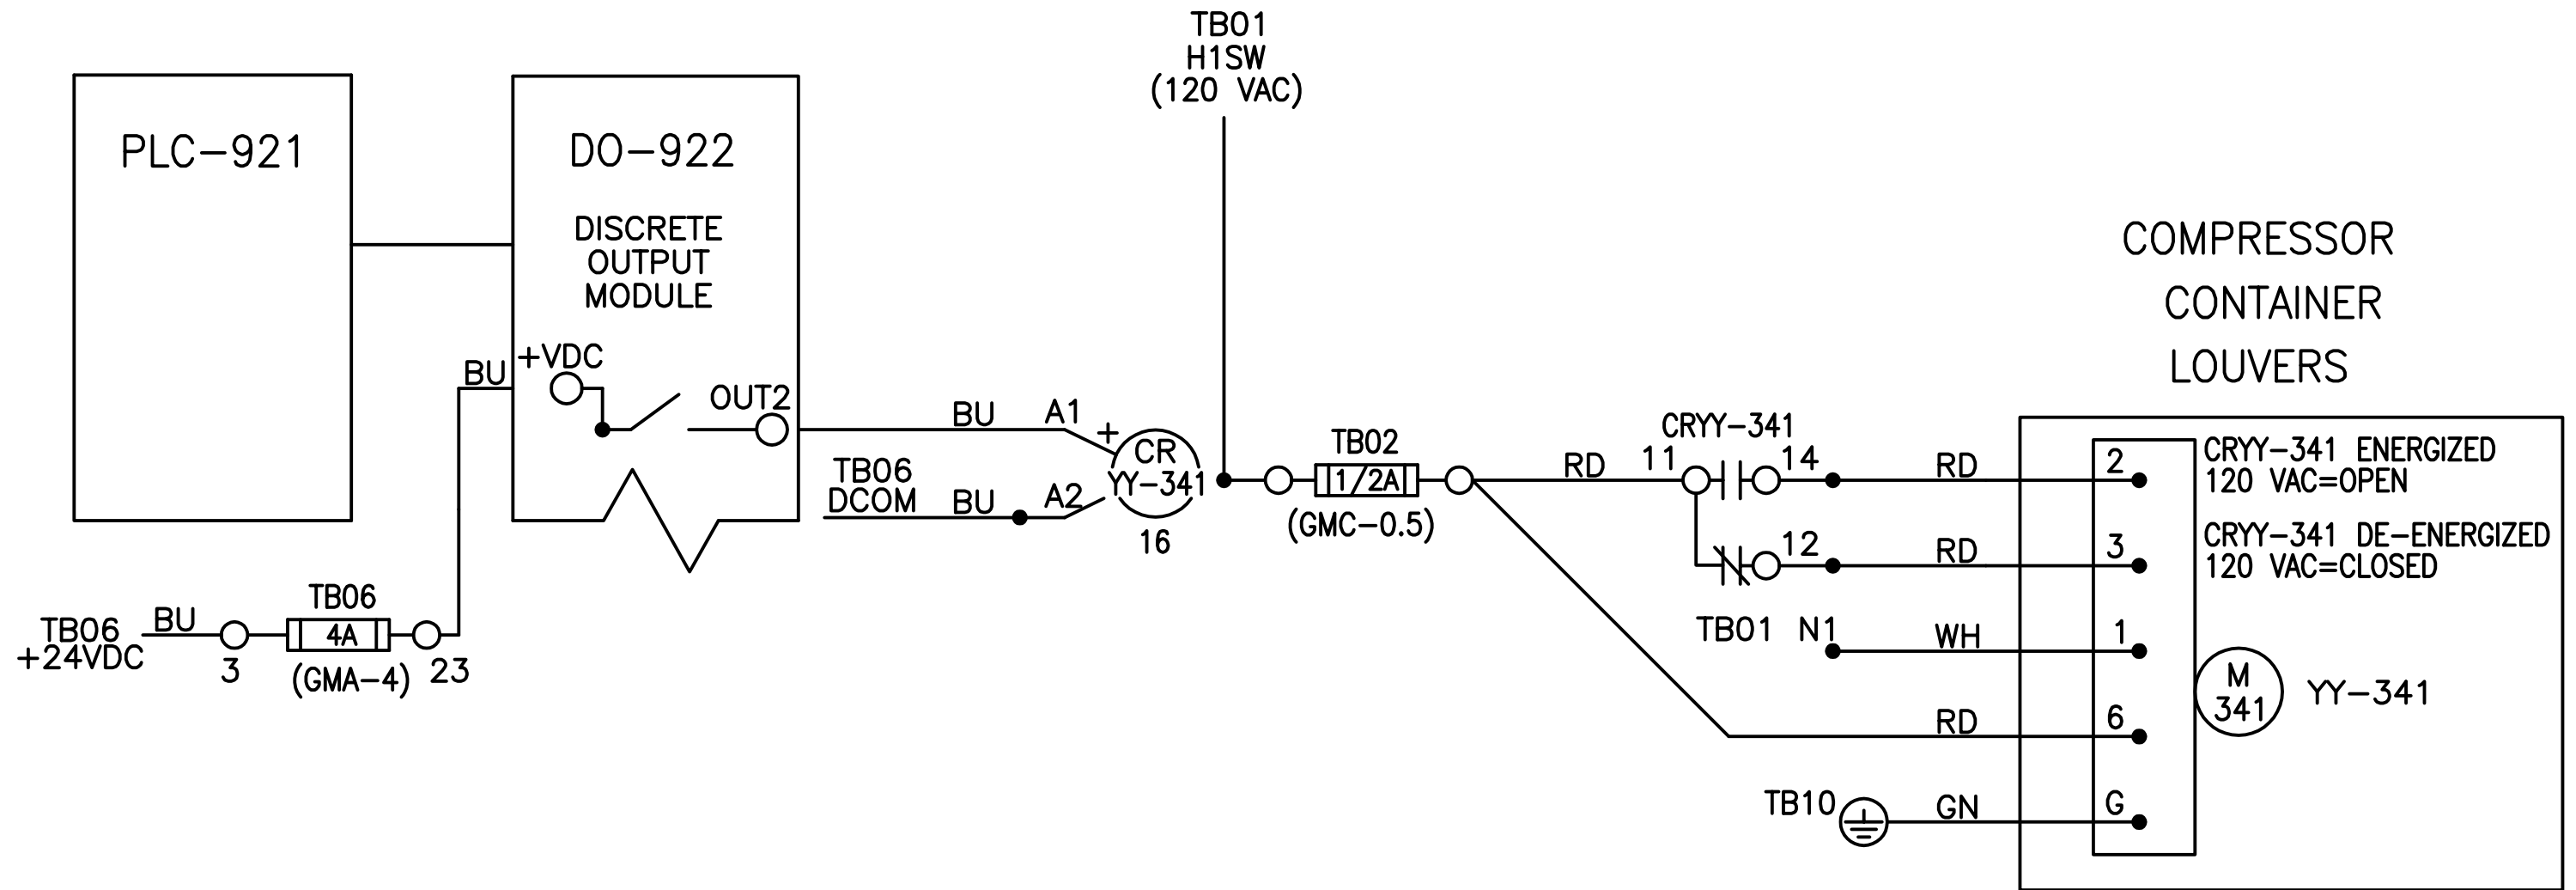 TB01
H1SW
(120 VAC)
PLC-921
DO-922
DISCRETE
OUTPUT
MODULE
COMPRESSOR
CONTAINER
LOUVERS
BU
+VDC
OUT2
BU
A1
+
CR
YY-341
16
TB06
DCOM
BU
A2
TB02
1/2A
(GMC-0.5)
RD
CRYY-341
11
14
RD
2
CRYY-341 ENERGIZED
120 VAC=OPEN
12
RD
3
CRYY-341 DE-ENERGIZED
120 VAC=CLOSED
TB01 N1
WH
1
M
341
YY-341
RD
6
TB10
GN
G
TB06
+24VDC
BU
3
TB06
4A
(GMA-4)
23